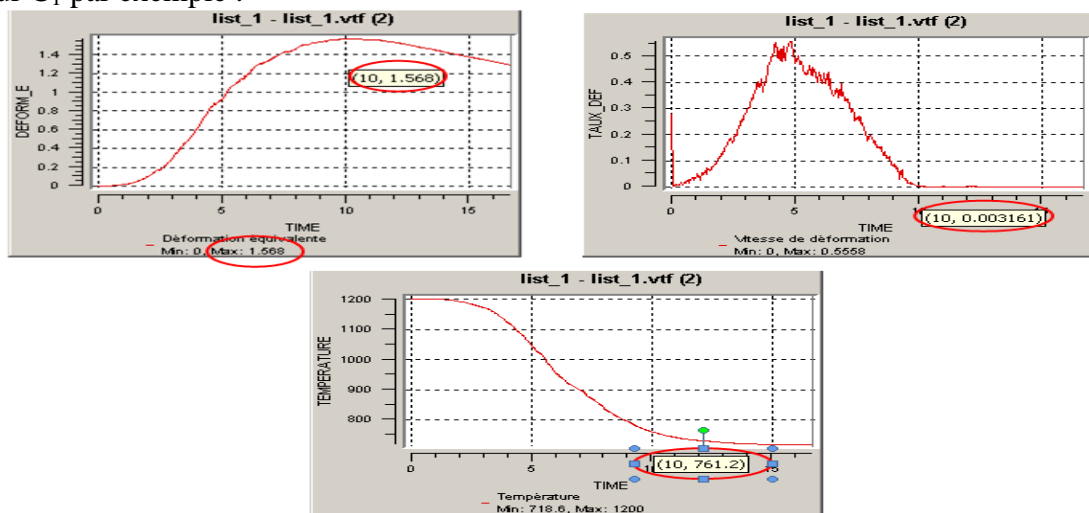 par exemple :
list_1 - list_1.vtf (2)
DEFORM_E
1.4
1.2
1
0.8
0.6
0.4
0.2
0
(10, 1.568)
0
5
10
15
TIME
Déformation équivalente
Min: 0, Max: 1.568
list_1 - list_1.vtf (2)
TAUX_DEF
0.5
0.4
0.3
0.2
0.1
0
0
5
(10, 0.003161)
TIME
Vitesse de déformation
Min: 0, Max: 0.5558
list_1 - list_1.vtf (2)
TEMPERATURE
1200
1100
1000
900
800
0
5
(10, 761.2)
15
TIME
Température
Min: 718.6, Max: 1200